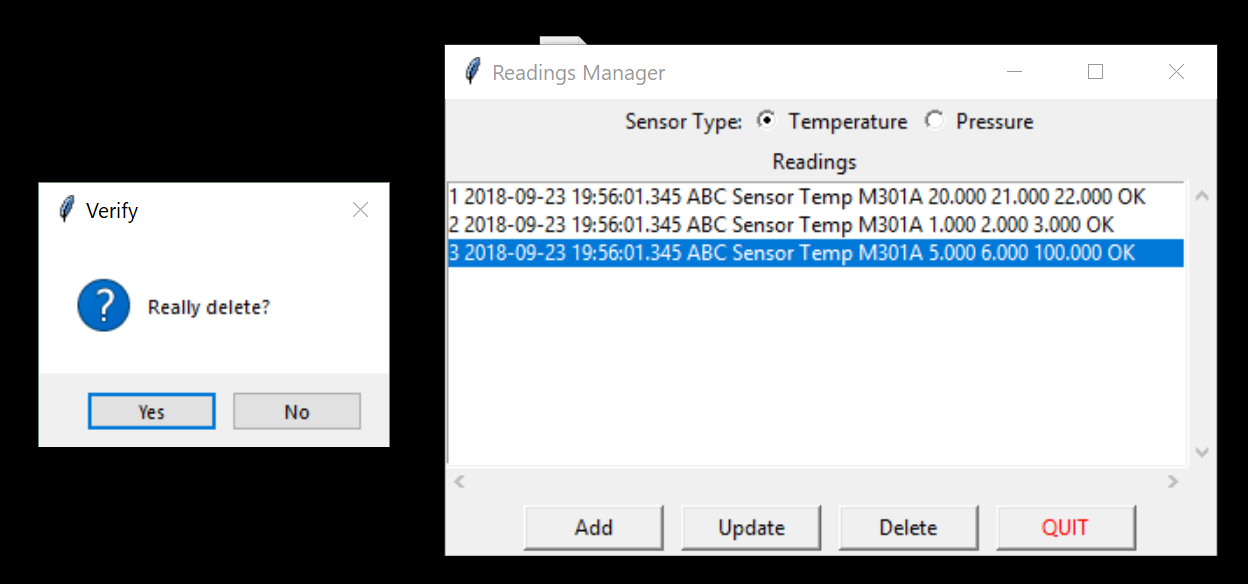 Verify
Really delete?
Yes No
Readings Manager
Sensor Type: Temperature Pressure
Readings
1 2018-09-23 19:56:01.345 ABC Sensor Temp M301A 20.000 21.000 22.000 OK
2 2018-09-23 19:56:01.345 ABC Sensor Temp M301A 1.000 2.000 3.000 OK
3 2018-09-23 19:56:01.345 ABC Sensor Temp M301A 5.000 6.000 100.000 OK
Add Update Delete QUIT